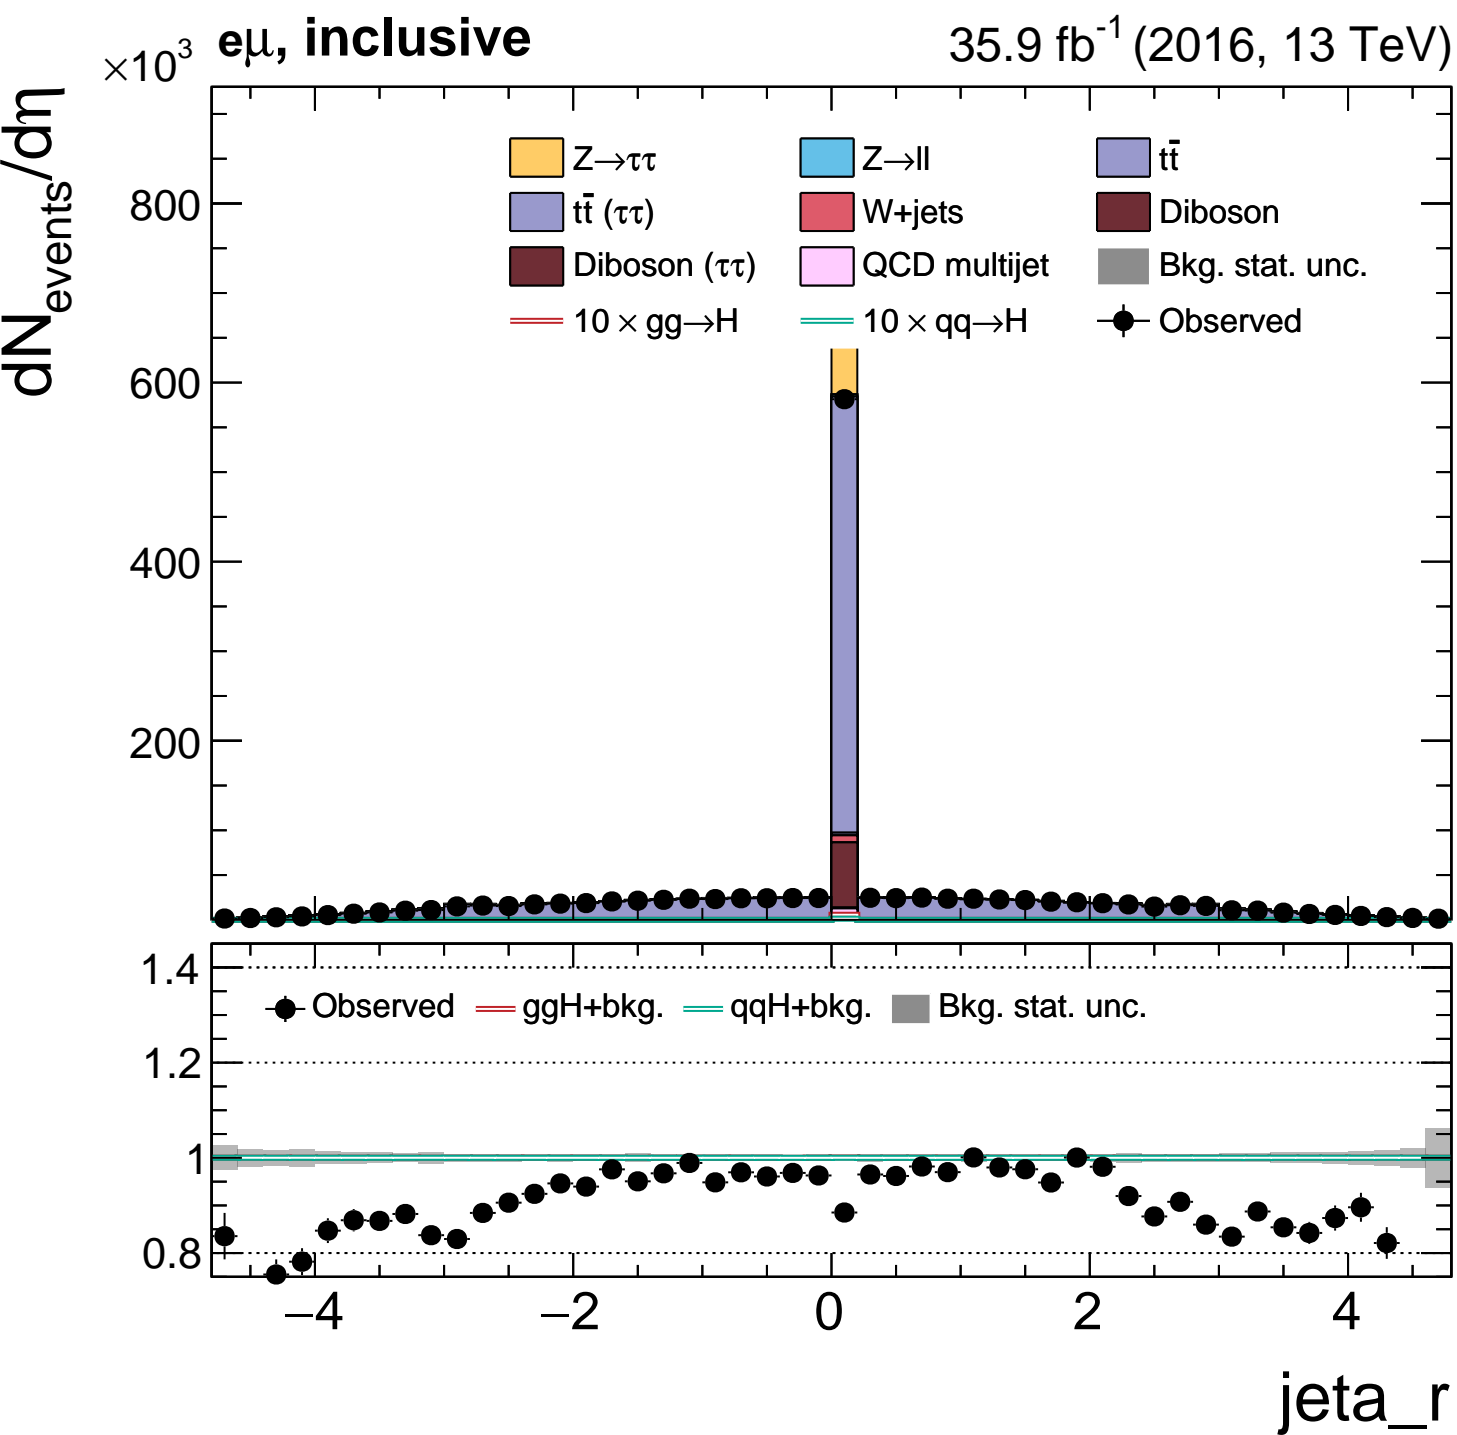 ×10³ eμ, inclusive 35.9 fb⁻¹ (2016, 13 TeV)
dN_events/dη
Z→ττ Z→ll tt̄
tt̄ (ττ) W+jets Diboson
Diboson (ττ) QCD multijet Bkg. stat. unc.
10 × gg→H 10 × qq→H Observed
800
600
400
200
1.4
Observed ggH+bkg. qqH+bkg. Bkg. stat. unc.
1.2
1
0.8
−4 −2 0 2 4
jeta_r